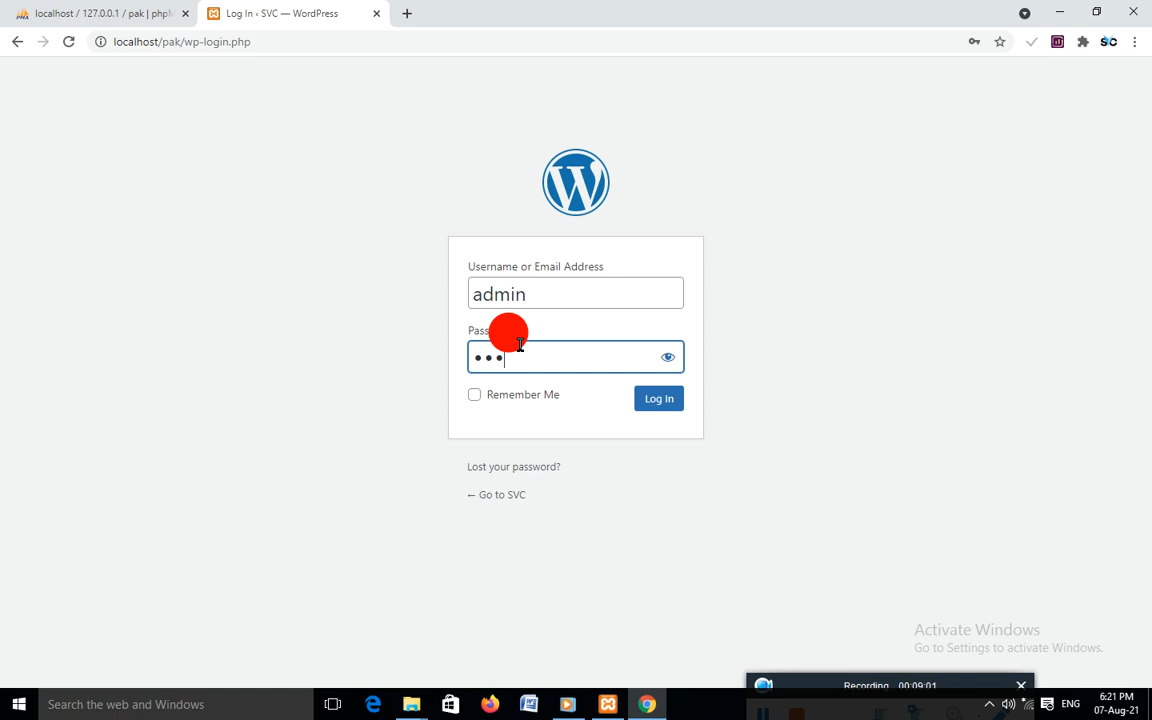 localhost / 127.0.0.1 / pak | phpM
Log In ‹ SVC — WordPress
localhost/pak/wp-login.php
Username or Email Address
admin
Pass
Remember Me
Log In
Lost your password?
← Go to SVC
Activate Windows
Go to Settings to activate Windows.
Recording 00:09:01
Search the web and Windows
ENG
6:21 PM
07-Aug-21